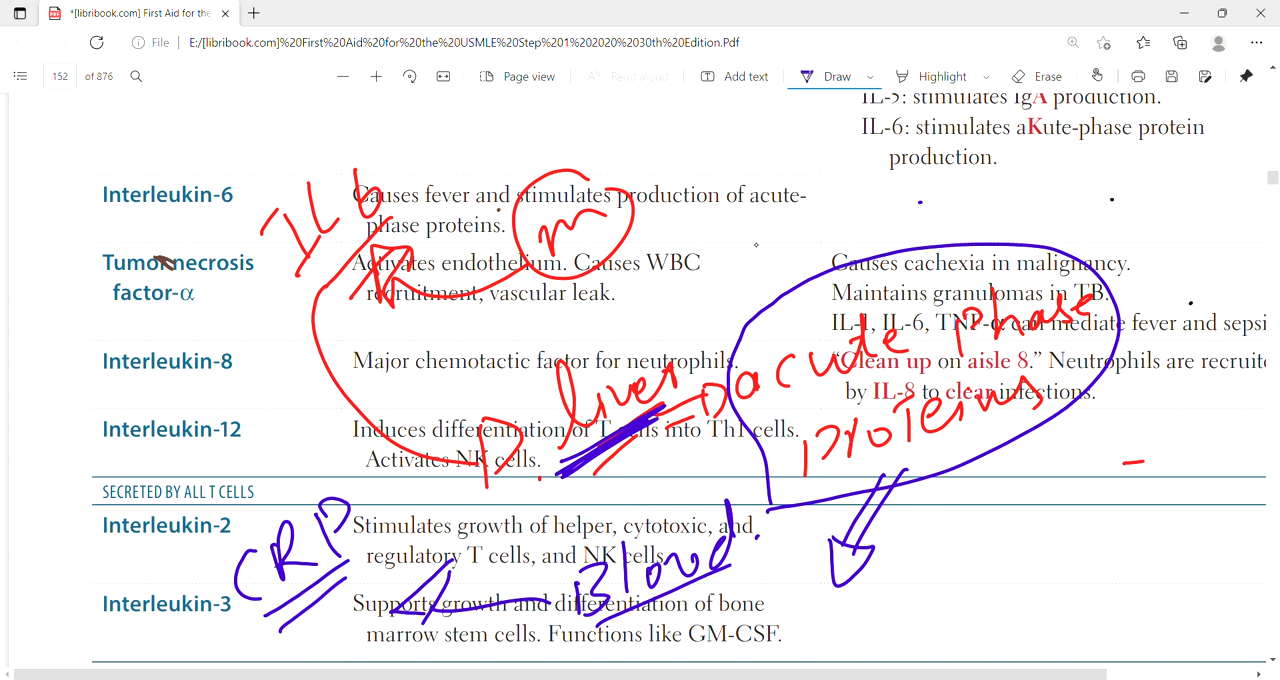 *[libribook.com] First Aid for the
File E:/[libribook.com]%20First%20Aid%20for%20the%20USMLE%20Step%201%202020%2030th%20Edition.Pdf
152 of 876 Page view Read aloud Add text Draw Highlight Erase
IL-5: stimulates IgA production.
IL-6: stimulates aKute-phase protein
production.
Interleukin-6 Causes fever and stimulates production of acute-
phase proteins.
Tumor necrosis Activates endothelium. Causes WBC Causes cachexia in malignancy.
factor-α recruitment, vascular leak. Maintains granulomas in TB.
IL-1, IL-6, TNF-α can mediate fever and sepsi
Interleukin-8 Major chemotactic factor for neutrophils. “Clean up on aisle 8.” Neutrophils are recruite
by IL-8 to clean infections.
Interleukin-12 Induces differentiation of T cells into Th1 cells.
Activates NK cells.
SECRETED BY ALL T CELLS
Interleukin-2 Stimulates growth of helper, cytotoxic, and
regulatory T cells, and NK cells.
Interleukin-3 Supports growth and differentiation of bone
marrow stem cells. Functions like GM-CSF.
IL6
m
liver
acute phase
proteins
Blood
CRP